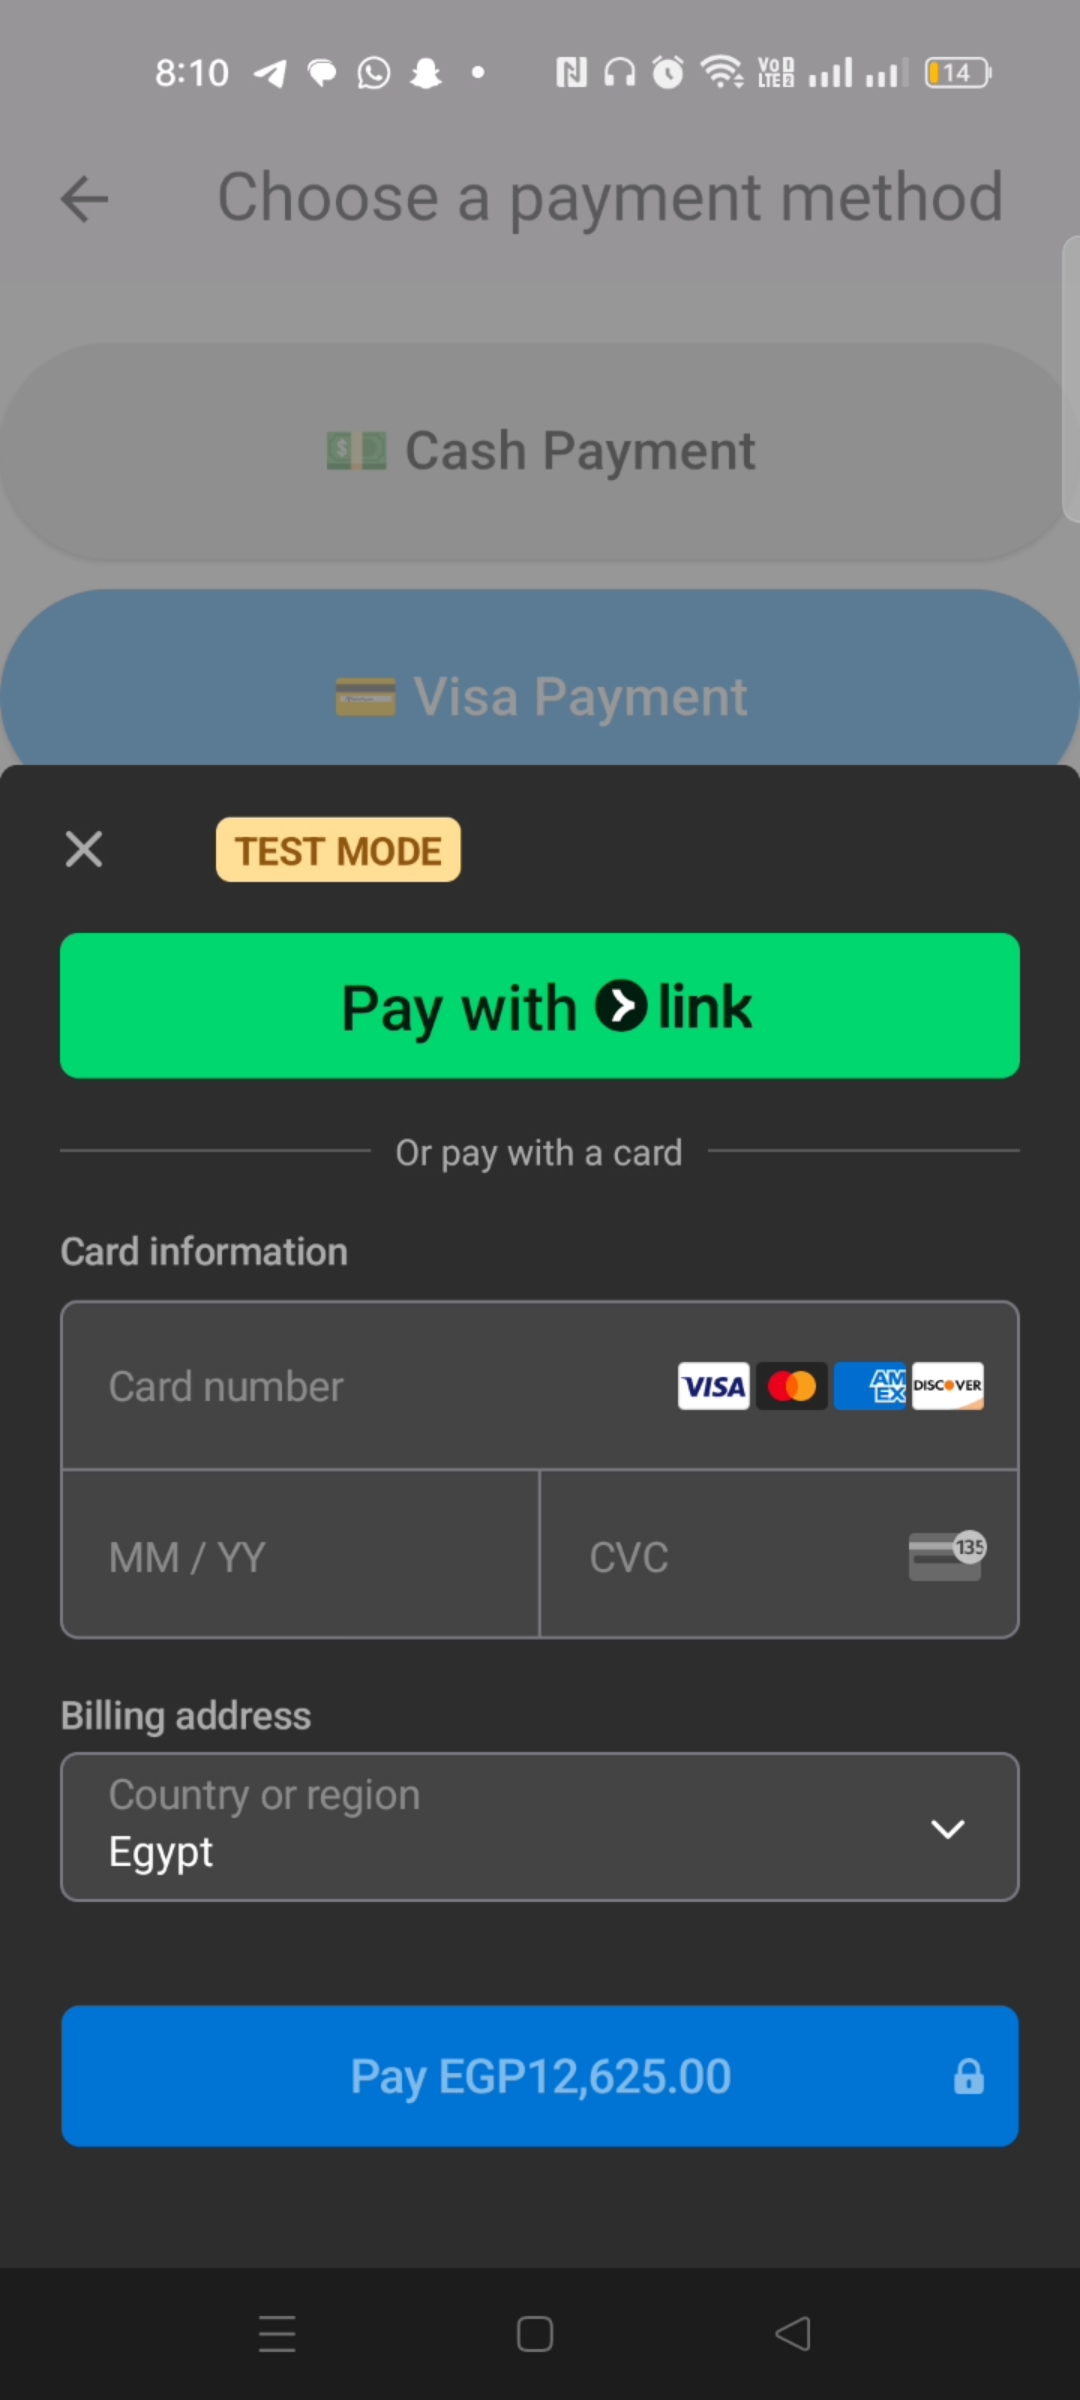 8:10 VoD LTE2 14
Choose a payment method
Cash Payment
Visa Payment
TEST MODE
Pay with link
Or pay with a card
Card information
Card number VISA AMEX DISCOVER
MM / YY CVC 135
Billing address
Country or region
Egypt
Pay EGP12,625.00